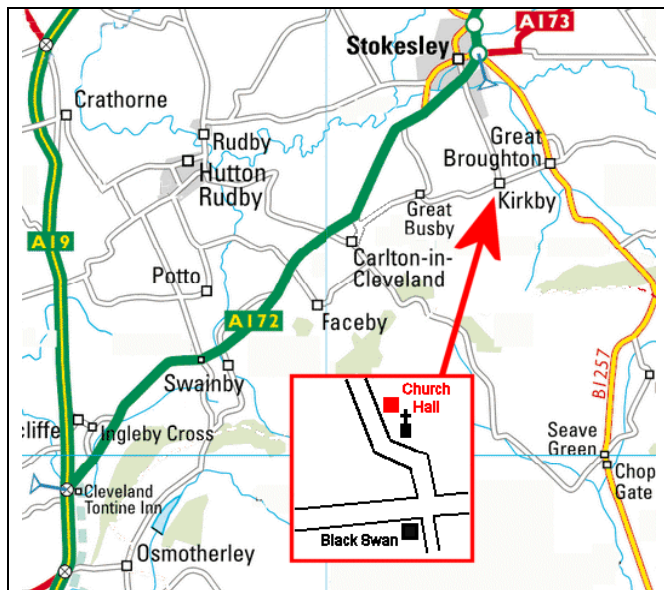 A173
Stokesley
Crathorne
Rudby
Great
Broughton
Hutton
Rudby
Kirkby
Great
Busby
A19
Carlton-in-
Cleveland
Potto
Faceby
A172
B1257
Swainby
Church
Hall
cliffe
Ingleby Cross
Seave
Green
Chop
Gate
Cleveland
Tontine Inn
Black Swan
Osmotherley